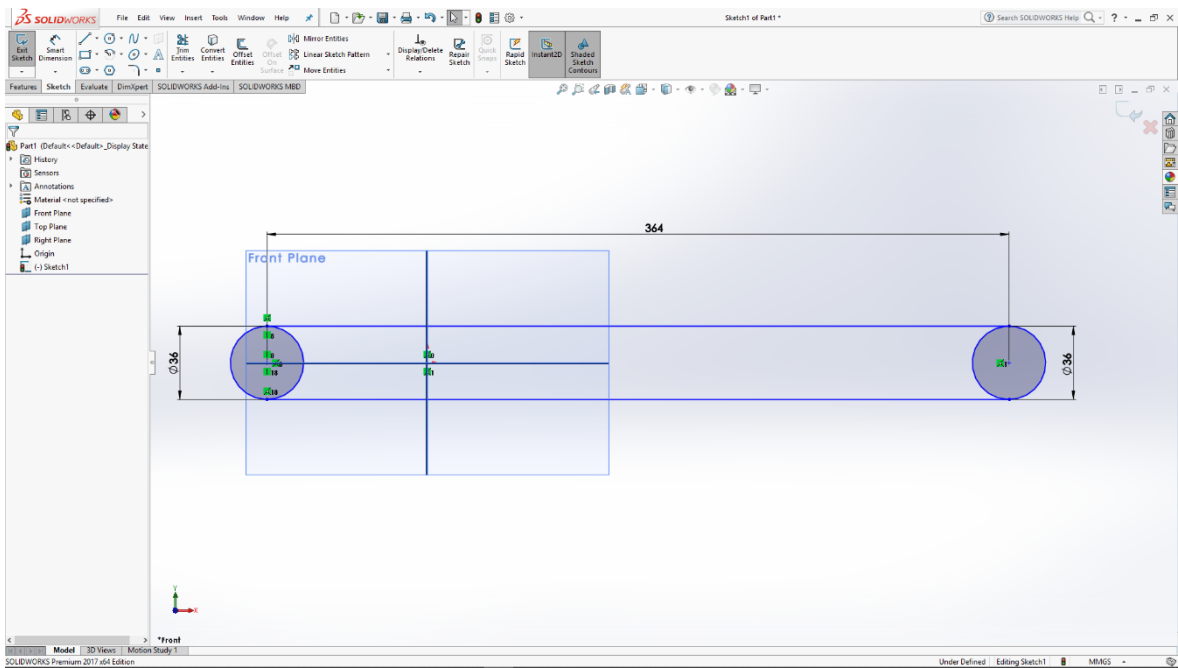 SOLIDWORKS File Edit View Insert Tools Window Help Sketch1 of Part1 * Search SOLIDWORKS Help
Exit Sketch Smart Dimension Trim Entities Convert Entities Offset Entities Offset On Surface Mirror Entities Linear Sketch Pattern Move Entities Display/Delete Relations Repair Sketch Quick Snaps Rapid Sketch Instant2D Shaded Sketch Contours
Features Sketch Evaluate DimXpert SOLIDWORKS Add-Ins SOLIDWORKS MBD
Part1 (Default<<Default>_Display State
History
Sensors
Annotations
Material <not specified>
Front Plane
Top Plane
Right Plane
Origin
(-) Sketch1
364
Front Plane
Ø36
Ø36
Y
X
*Front
Model 3D Views Motion Study 1
SOLIDWORKS Premium 2017 x64 Edition Under Defined Editing Sketch1 MMGS